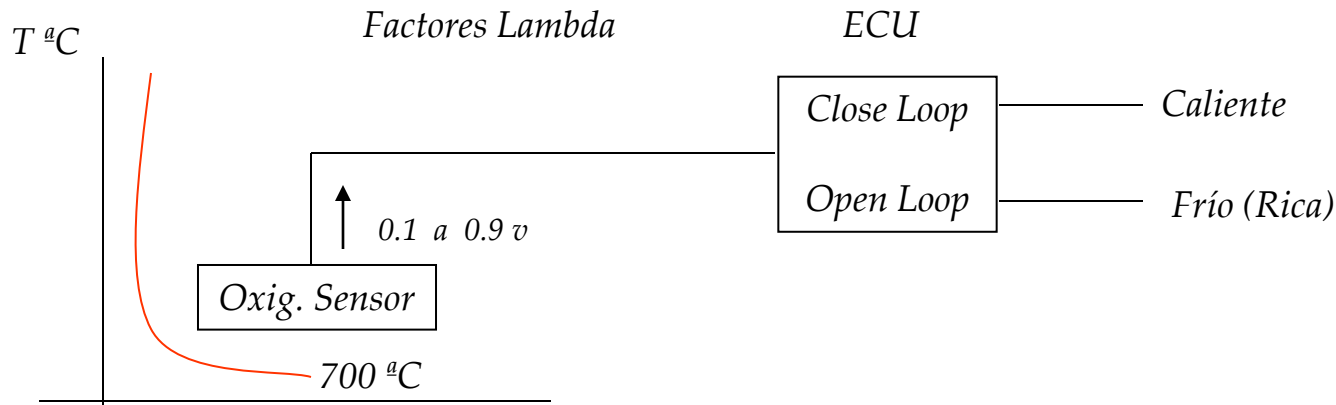 Factores Lambda
ECU
T ªC
Close Loop
Caliente
Open Loop
Frío (Rica)
0.1 a 0.9 v
Oxig. Sensor
700 ªC